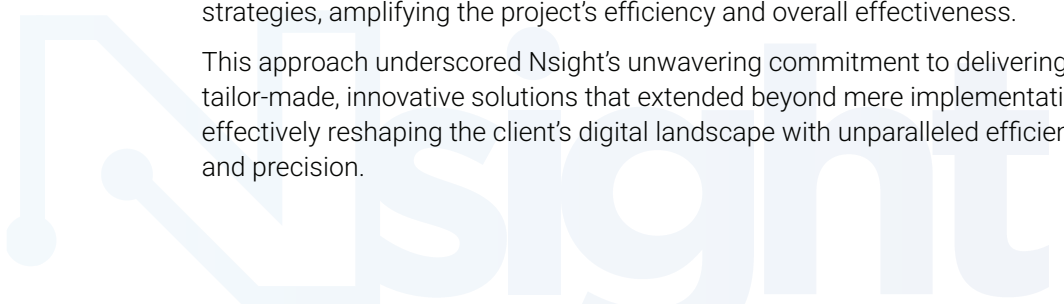 strategies, amplifying the project's efficiency and overall effectiveness.
This approach underscored Nsight's unwavering commitment to delivering
tailor-made, innovative solutions that extended beyond mere implementati
effectively reshaping the client's digital landscape with unparalleled efficien
and precision.
Nsight